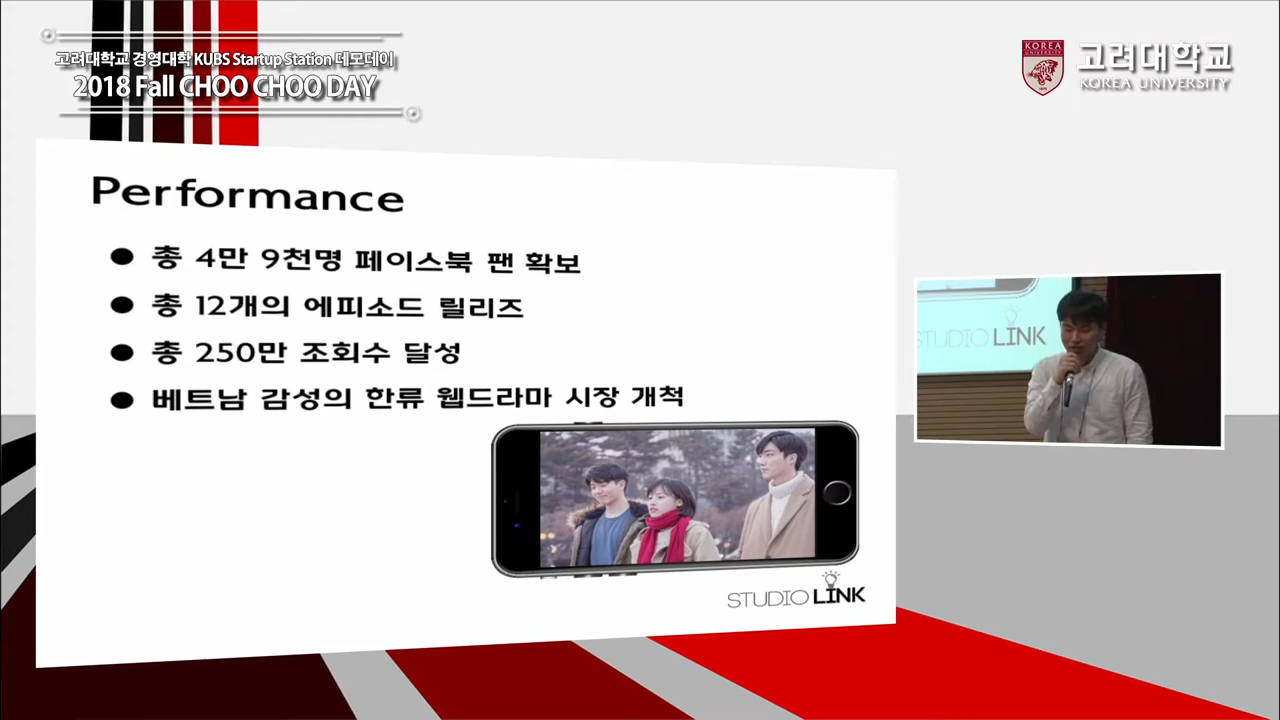 고려대학교 경영대학 KUBS Startup Station 데모데이
2018 Fall CHOO CHOO DAY
KOREA
UNIVERSITY
고려대학교
KOREA UNIVERSITY
Performance
총 4만 9천명 페이스북 팬 확보
총 12개의 에피소드 릴리즈
총 250만 조회수 달성
베트남 감성의 한류 웹드라마 시장 개척
STUDIO LINK
STUDIO LINK